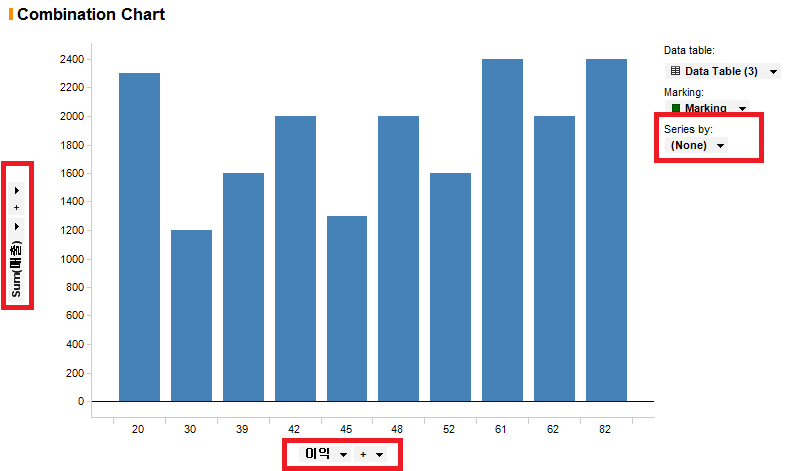 Combination Chart
Data table:
Data Table (3)
Marking:
Marking
Series by:
(None)
2400
2200
2000
1800
1600
1400
1200
1000
800
600
400
200
0
Sum(매출)
+
20 30 39 42 45 48 52 61 62 82
이익 +